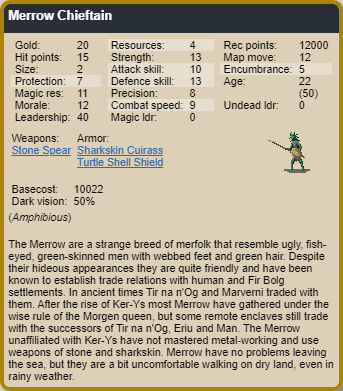 Merrow Chieftain
Gold: 20 Resources: 4 Rec points: 12000
Hit points: 15 Strength: 13 Map move: 12
Size: 2 Attack skill: 10 Encumbrance: 5
Protection: 7 Defence skill: 13 Age: 22
Magic res: 11 Precision: 8 (50)
Morale: 12 Combat speed: 9 Undead ldr: 0
Leadership: 40 Magic ldr: 0
Weapons: Armor:
Stone Spear Sharkskin Cuirass
Turtle Shell Shield
Basecost: 10022
Dark vision: 50%
(Amphibious)
The Merrow are a strange breed of merfolk that resemble ugly, fish-
eyed, green-skinned men with webbed feet and green hair. Despite
their hideous appearances they are quite friendly and have been
known to establish trade relations with human and Fir Bolg
settlements. In ancient times Tir na n'Og and Marverni traded with
them. After the rise of Ker-Ys most Merrow have gathered under the
wise rule of the Morgen queen, but some remote enclaves still trade
with the successors of Tir na n'Og, Eriu and Man. The Merrow
unaffiliated with Ker-Ys have not mastered metal-working and use
weapons of stone and sharkskin. Merrow have no problems leaving
the sea, but they are a bit uncomfortable walking on dry land, even in
rainy weather.